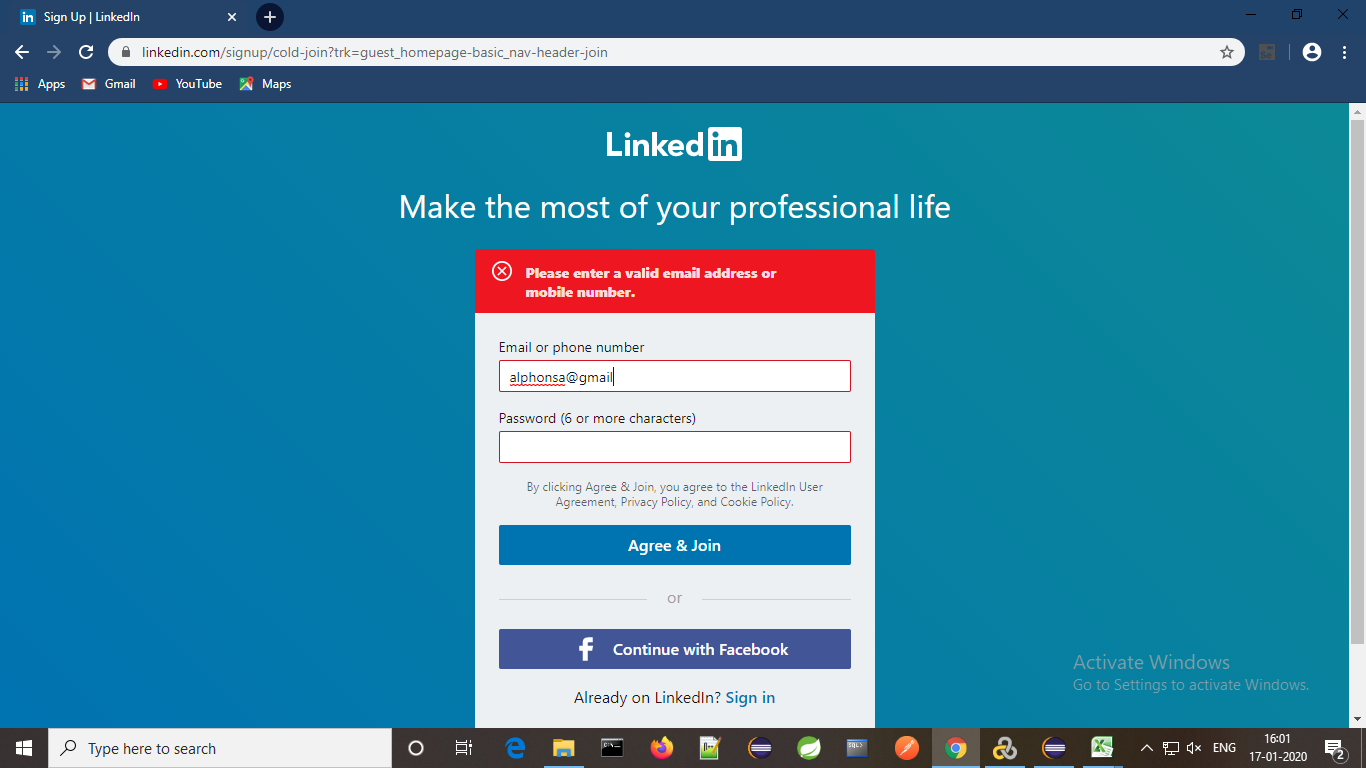 Sign Up | LinkedIn
linkedin.com/signup/cold-join?trk=guest_homepage-basic_nav-header-join
Apps Gmail YouTube Maps
Linked in
Make the most of your professional life
Please enter a valid email address or
mobile number.
Email or phone number
alphonsa@gmail
Password (6 or more characters)
By clicking Agree & Join, you agree to the LinkedIn User
Agreement, Privacy Policy, and Cookie Policy.
Agree & Join
or
Continue with Facebook
Already on LinkedIn? Sign in
Activate Windows
Go to Settings to activate Windows.
Type here to search
ENG
16:01
17-01-2020
2